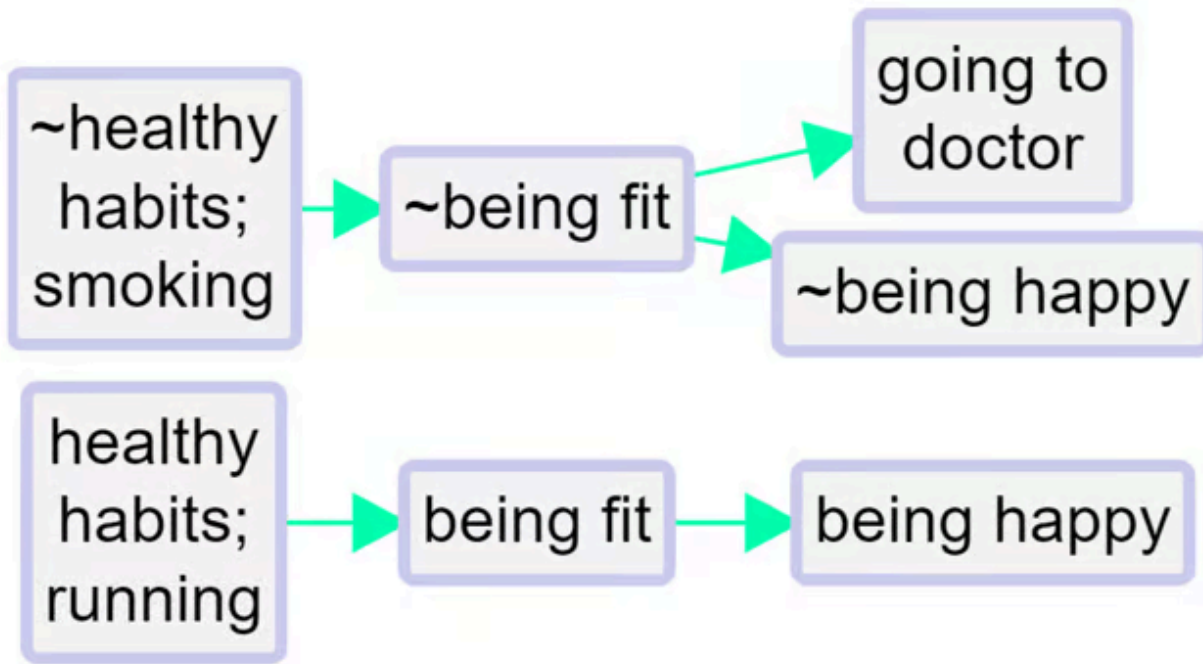 ~healthy
habits;
smoking
~being fit
going to
doctor
~being happy
healthy
habits;
running
being fit
being happy